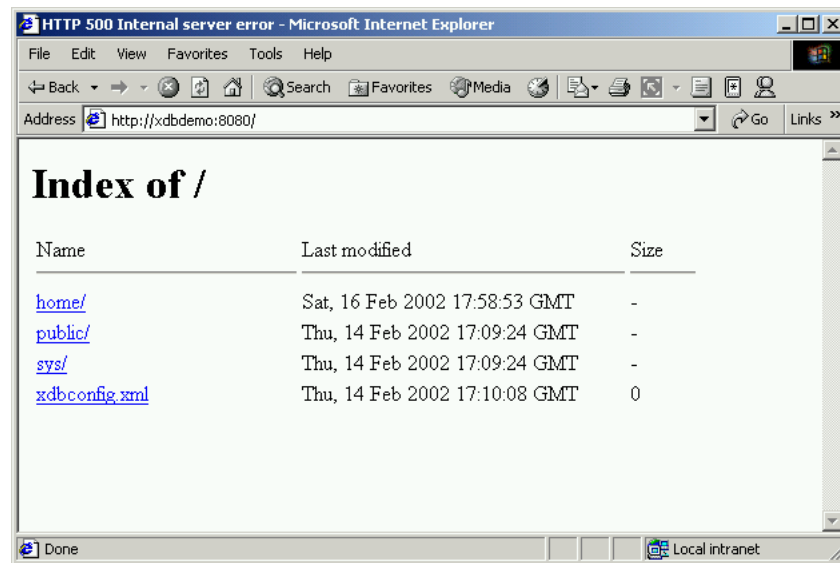 HTTP 500 Internal server error - Microsoft Internet Explorer
File Edit View Favorites Tools Help
Back Search Favorites Media
Address http://xdbdemo:8080/ Go Links »
Index of /
Name Last modified Size
home/ Sat, 16 Feb 2002 17:58:53 GMT -
public/ Thu, 14 Feb 2002 17:09:24 GMT -
sys/ Thu, 14 Feb 2002 17:09:24 GMT -
xdbconfig.xml Thu, 14 Feb 2002 17:10:08 GMT 0
Done Local intranet